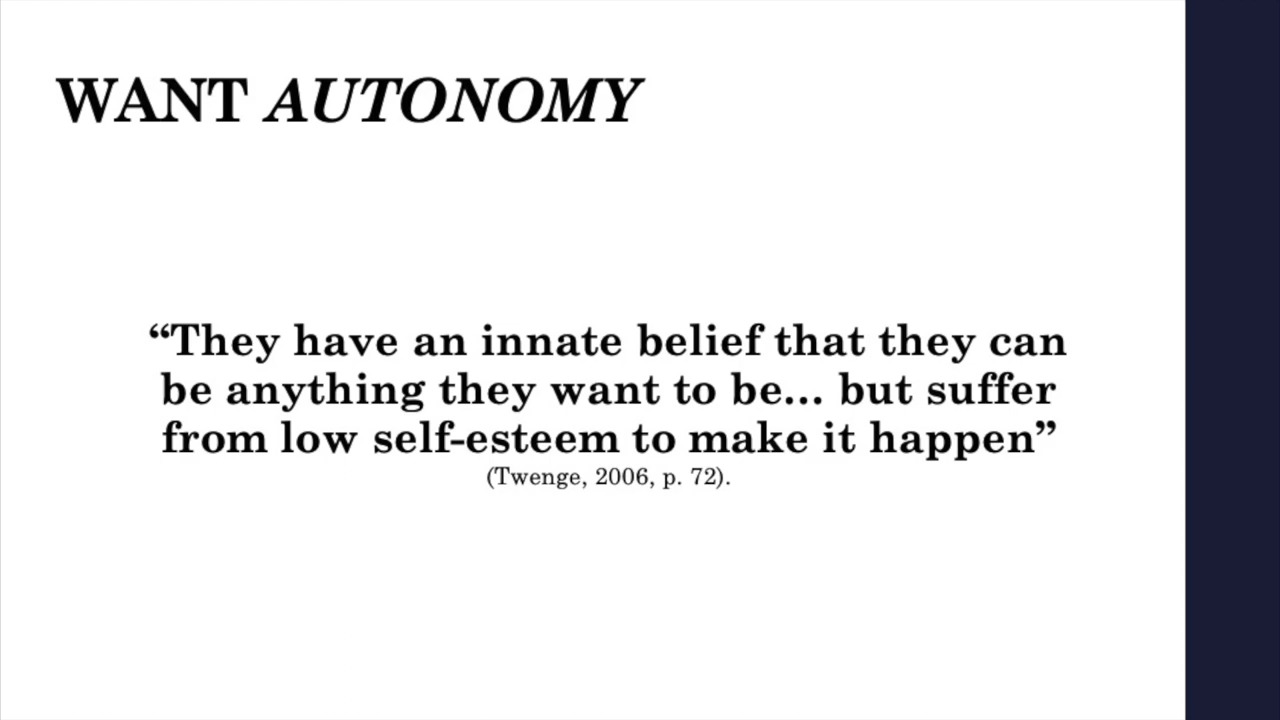 WANT AUTONOMY
“They have an innate belief that they can
be anything they want to be... but suffer
from low self-esteem to make it happen”
(Twenge, 2006, p. 72).